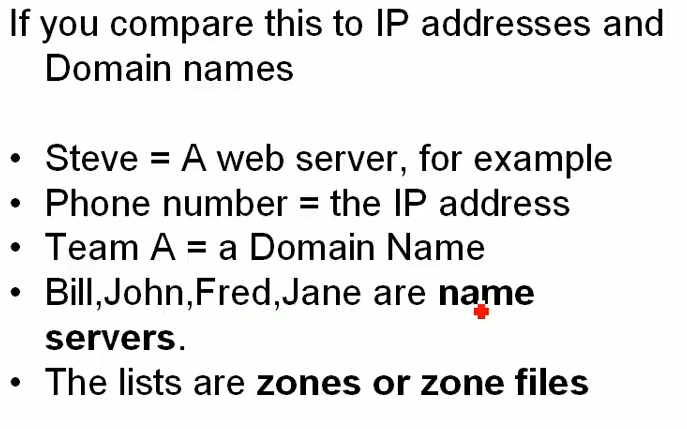 If you compare this to IP addresses and
Domain names
• Steve = A web server, for example
• Phone number = the IP address
• Team A = a Domain Name
• Bill,John,Fred,Jane are name
servers.
• The lists are zones or zone files